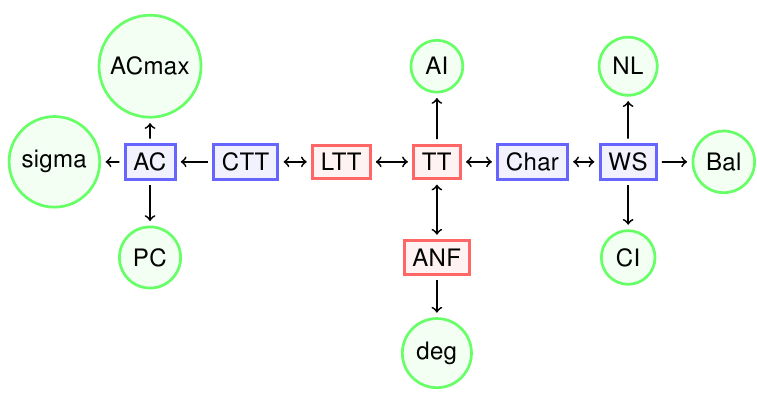 ACmax
AI
NL
sigma
AC
CTT
LTT
TT
Char
WS
Bal
PC
ANF
CI
deg